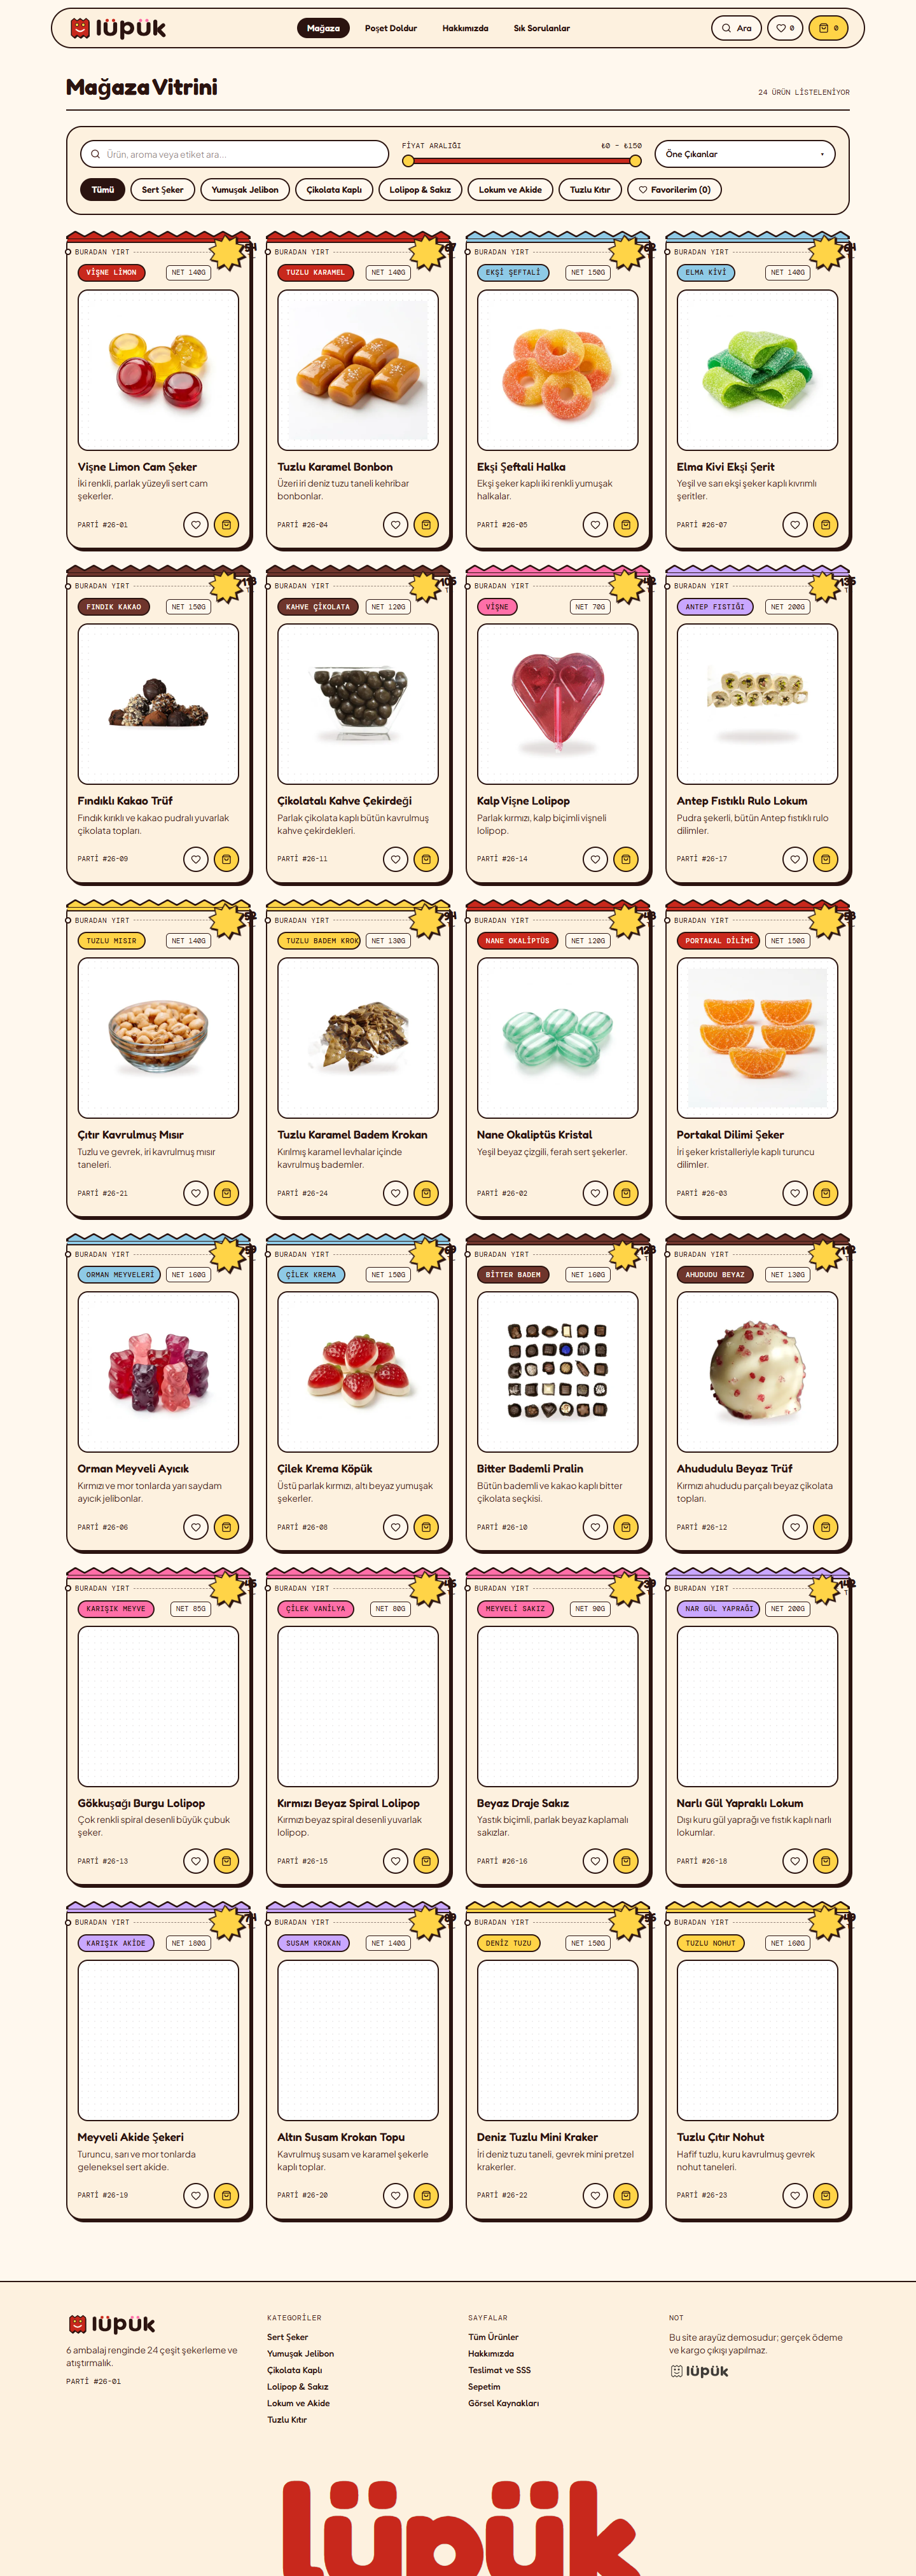 lüpük
Mağaza Poşet Doldur Hakkımızda Sık Sorulanlar
Ara 0 0
Mağaza Vitrini
24 ÜRÜN LİSTELENİYOR
Ürün, aroma veya etiket ara...
FİYAT ARALIĞI ₺0 – ₺150
Öne Çıkanlar
Tümü Sert Şeker Yumuşak Jelibon Çikolata Kaplı Lolipop & Sakız Lokum ve Akide Tuzlu Kıtır Favorilerim (0)
BURADAN YIRT BURADAN YIRT BURADAN YIRT BURADAN YIRT
VİŞNE LİMON NET 140G TUZLU KARAMEL NET 140G EKŞİ ŞEFTALİ NET 150G ELMA KİVİ NET 140G
Vişne Limon Cam Şeker Tuzlu Karamel Bonbon Ekşi Şeftali Halka Elma Kivi Ekşi Şerit
İki renkli, parlak yüzeyli sert cam Üzeri iri deniz tuzu taneli kehribar Ekşi şeker kaplı iki renkli yumuşak Yeşil ve sarı ekşi şeker kaplı kıvrımlı
şekerler. bonbonlar. halkalar. şeritler.
PARTİ #26-01 PARTİ #26-04 PARTİ #26-05 PARTİ #26-07
BURADAN YIRT BURADAN YIRT BURADAN YIRT BURADAN YIRT
FINDIK KAKAO NET 150G KAHVE ÇİKOLATA NET 120G VİŞNE NET 70G ANTEP FISTIĞI NET 200G
Fındıklı Kakao Trüf Çikolatalı Kahve Çekirdeği Kalp Vişne Lolipop Antep Fıstıklı Rulo Lokum
Fındık kırıklı ve kakao pudralı yuvarlak Parlak çikolata kaplı bütün kavrulmuş Parlak kırmızı, kalp biçimli vişneli Pudra şekerli, bütün Antep fıstıklı rulo
çikolata topları. kahve çekirdekleri. lolipop. dilimler.
PARTİ #26-09 PARTİ #26-11 PARTİ #26-14 PARTİ #26-17
BURADAN YIRT BURADAN YIRT BURADAN YIRT BURADAN YIRT
TUZLU MISIR NET 140G TUZLU BADEM KROK NET 130G NANE OKALİPTÜS NET 120G PORTAKAL DİLİMİ NET 150G
Çıtır Kavrulmuş Mısır Tuzlu Karamel Badem Krokan Nane Okaliptüs Kristal Portakal Dilimi Şeker
Tuzlu ve gevrek, iri kavrulmuş mısır Kırılmış karamel levhalar içinde Yeşil beyaz çizgili, ferah sert şekerler. İri şeker kristalleriyle kaplı turuncu
taneleri. kavrulmuş bademler. dilimler.
PARTİ #26-21 PARTİ #26-24 PARTİ #26-02 PARTİ #26-03
BURADAN YIRT BURADAN YIRT BURADAN YIRT BURADAN YIRT
ORMAN MEYVELERİ NET 160G ÇİLEK KREMA NET 150G BİTTER BADEM NET 160G AHUDUDU BEYAZ NET 130G
Orman Meyveli Ayıcık Çilek Krema Köpük Bitter Bademli Pralin Ahududulu Beyaz Trüf
Kırmızı ve mor tonlarda yarı saydam Üstü parlak kırmızı, altı beyaz yumuşak Bütün bademli ve kakao kaplı bitter Kırmızı ahududu parçalı beyaz çikolata
ayıcık jelibonlar. şekerler. çikolata seçkisi. topları.
PARTİ #26-06 PARTİ #26-08 PARTİ #26-10 PARTİ #26-12
BURADAN YIRT BURADAN YIRT BURADAN YIRT BURADAN YIRT
KARIŞIK MEYVE NET 85G ÇİLEK VANİLYA NET 80G MEYVELİ SAKIZ NET 90G NAR GÜL YAPRAĞI NET 200G
Gökkuşağı Burgu Lolipop Kırmızı Beyaz Spiral Lolipop Beyaz Draje Sakız Narlı Gül Yapraklı Lokum
Çok renkli spiral desenli büyük çubuk Kırmızı beyaz spiral desenli yuvarlak Yastık biçimli, parlak beyaz kaplamalı Dışı kuru gül yaprağı ve fıstık kaplı narlı
şeker. lolipop. sakızlar. lokumlar.
PARTİ #26-13 PARTİ #26-15 PARTİ #26-16 PARTİ #26-18
BURADAN YIRT BURADAN YIRT BURADAN YIRT BURADAN YIRT
KARIŞIK AKİDE NET 180G SUSAM KROKAN NET 140G DENİZ TUZU NET 150G TUZLU NOHUT NET 160G
Meyveli Akide Şekeri Altın Susam Krokan Topu Deniz Tuzlu Mini Kraker Tuzlu Çıtır Nohut
Turuncu, sarı ve mor tonlarda Kavrulmuş susam ve karamel şekerle İri deniz tuzu taneli, gevrek mini pretzel Hafif tuzlu, kuru kavrulmuş gevrek
geleneksel sert akide. kaplı toplar. krakerler. nohut taneleri.
PARTİ #26-19 PARTİ #26-20 PARTİ #26-22 PARTİ #26-23
lüpük
6 ambalaj renginde 24 çeşit şekerleme ve
atıştırmalık.
PARTİ #26-01
KATEGORİLER
Sert Şeker
Yumuşak Jelibon
Çikolata Kaplı
Lolipop & Sakız
Lokum ve Akide
Tuzlu Kıtır
SAYFALAR
Tüm Ürünler
Hakkımızda
Teslimat ve SSS
Sepetim
Görsel Kaynakları
NOT
Bu site arayüz demosudur; gerçek ödeme
ve kargo çıkışı yapılmaz.
lüpük
lüpük